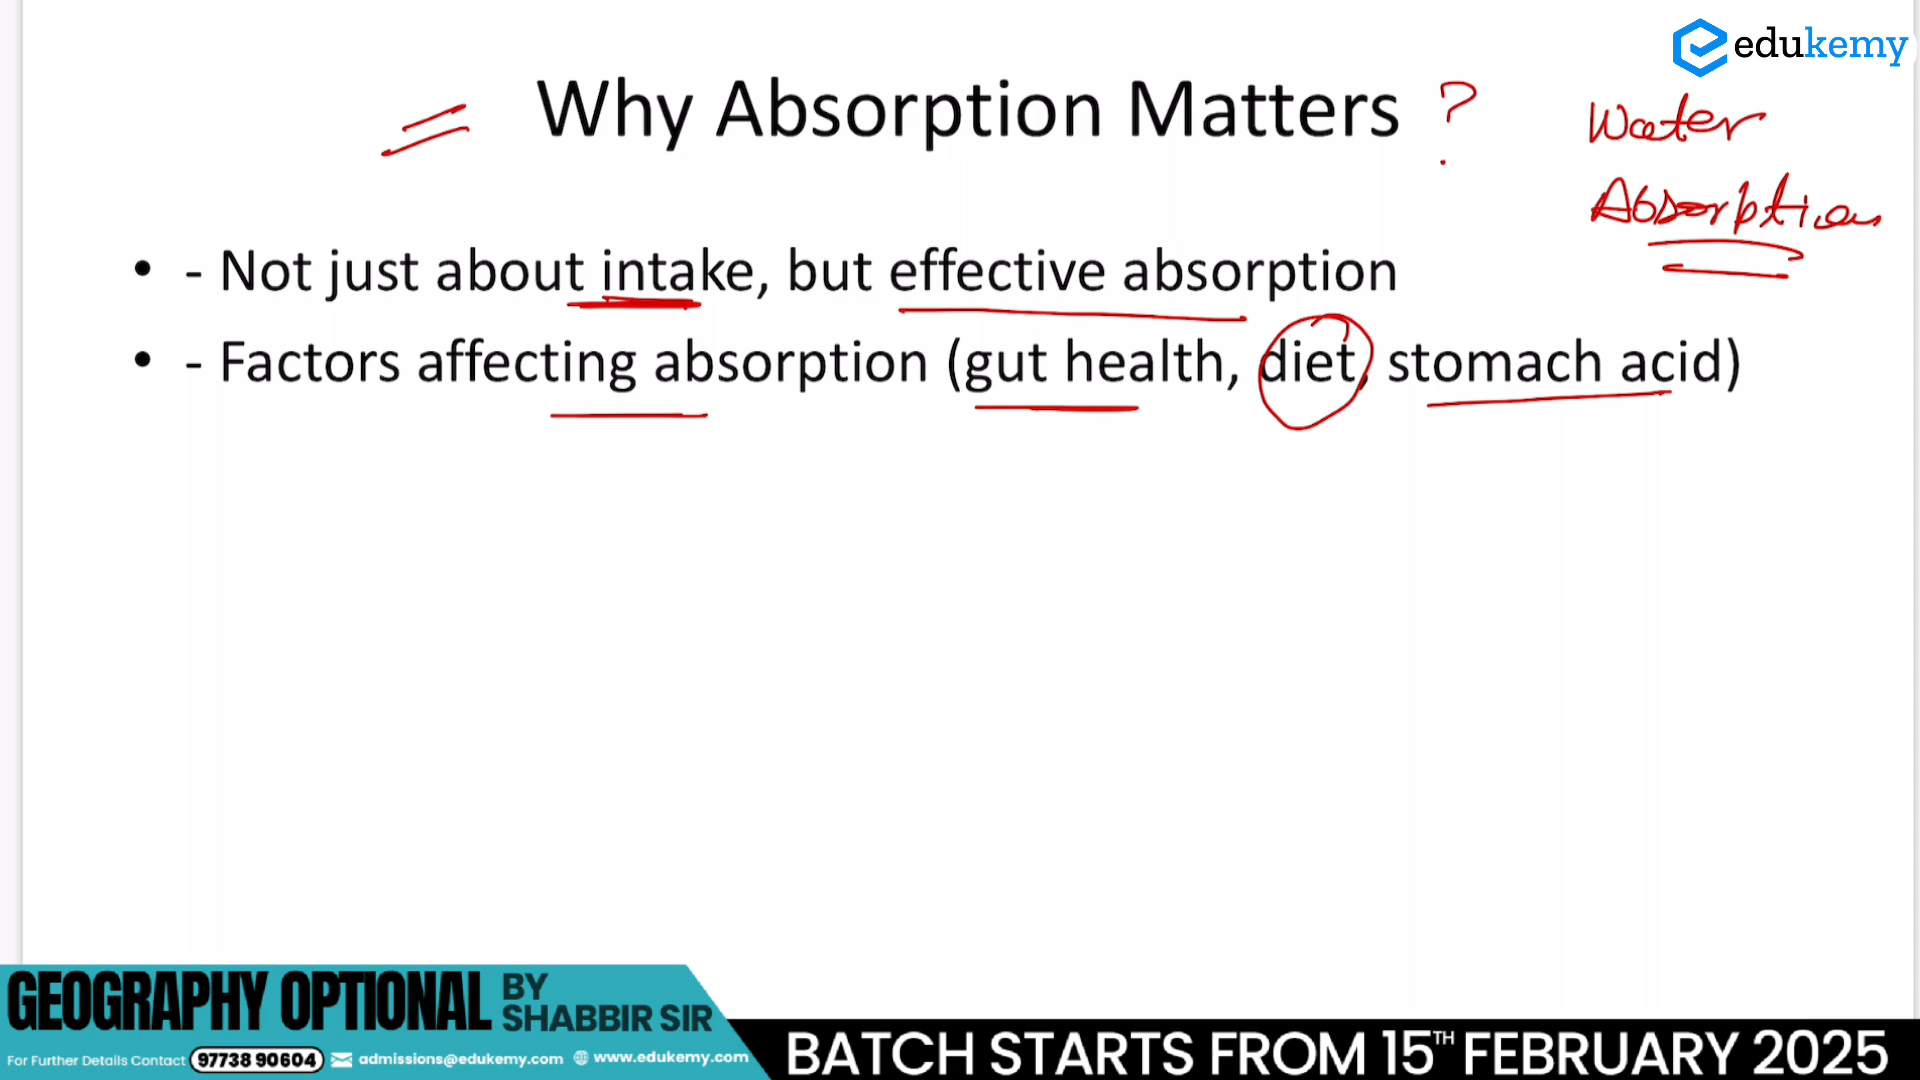 edukemy
Why Absorption Matters ?
Water
Absorption
• - Not just about intake, but effective absorption
• - Factors affecting absorption (gut health, diet, stomach acid)
GEOGRAPHY OPTIONAL BY SHABBIR SIR
For Further Details Contact 97738 90604 admissions@edukemy.com www.edukemy.com
BATCH STARTS FROM 15TH FEBRUARY 2025